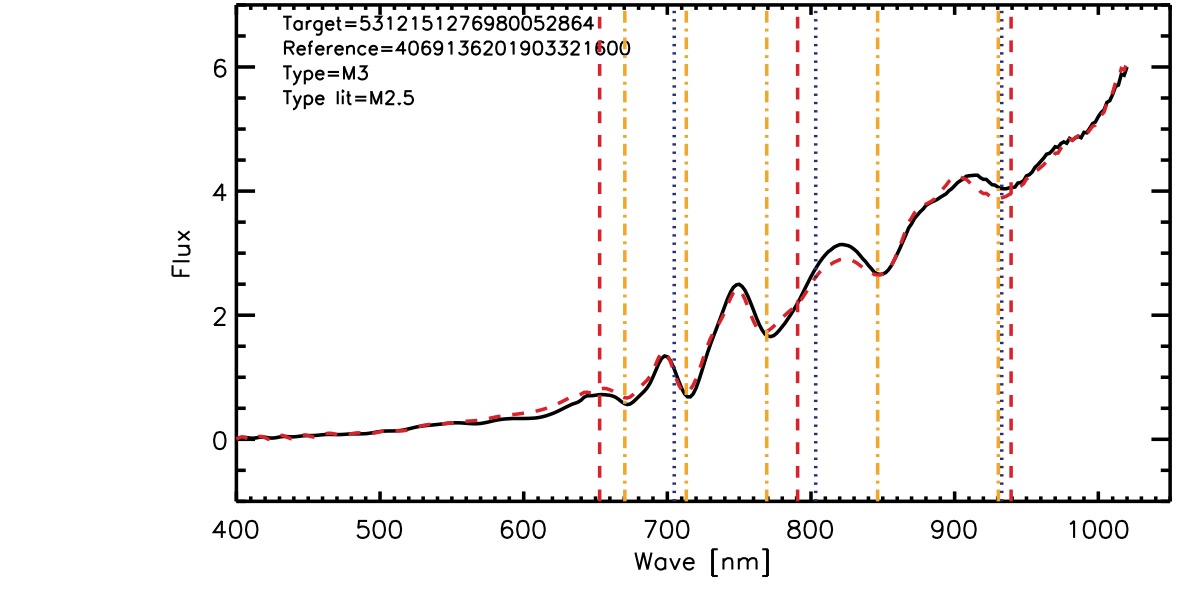 Target=5312151276980052864
Reference=4069136201903321600
Type=M3
Type lit=M2.5
6
4
2
0
Flux
400 500 600 700 800 900 1000
Wave [nm]